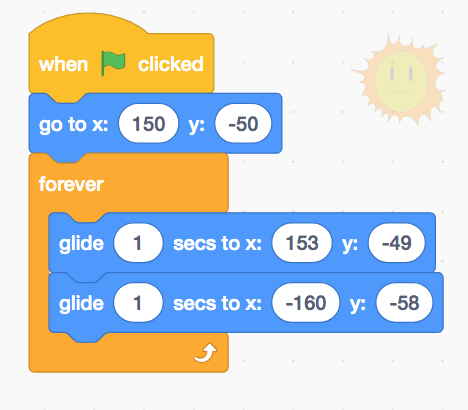 when clicked
go to x: 150 y: -50
forever
glide 1 secs to x: 153 y: -49
glide 1 secs to x: -160 y: -58